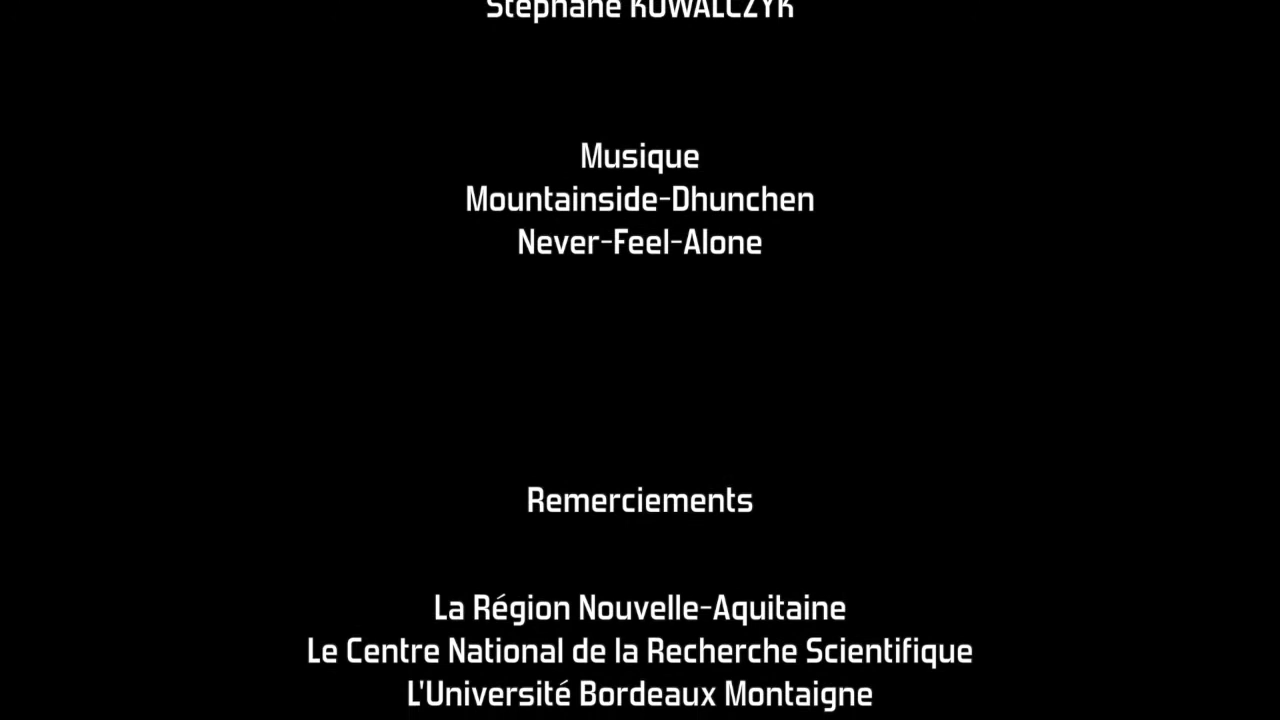 Stéphane KOWALCZYK
Musique
Mountainside-Dhunchen
Never-Feel-Alone
Remerciements
La Région Nouvelle-Aquitaine
Le Centre National de la Recherche Scientifique
L'Université Bordeaux Montaigne